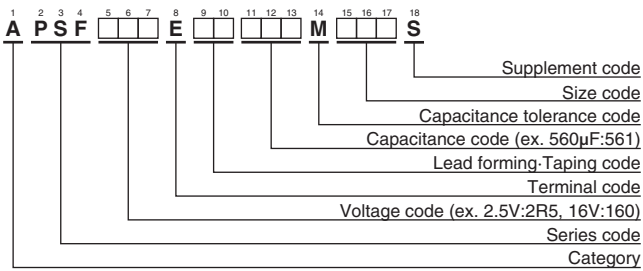 1 2 3 4 5 6 7 8 9 10 11 12 13 14 15 16 17 18
A P S F E M S
Supplement code
Size code
Capacitance tolerance code
Capacitance code (ex. 560µF:561)
Lead forming·Taping code
Terminal code
Voltage code (ex. 2.5V:2R5, 16V:160)
Series code
Category